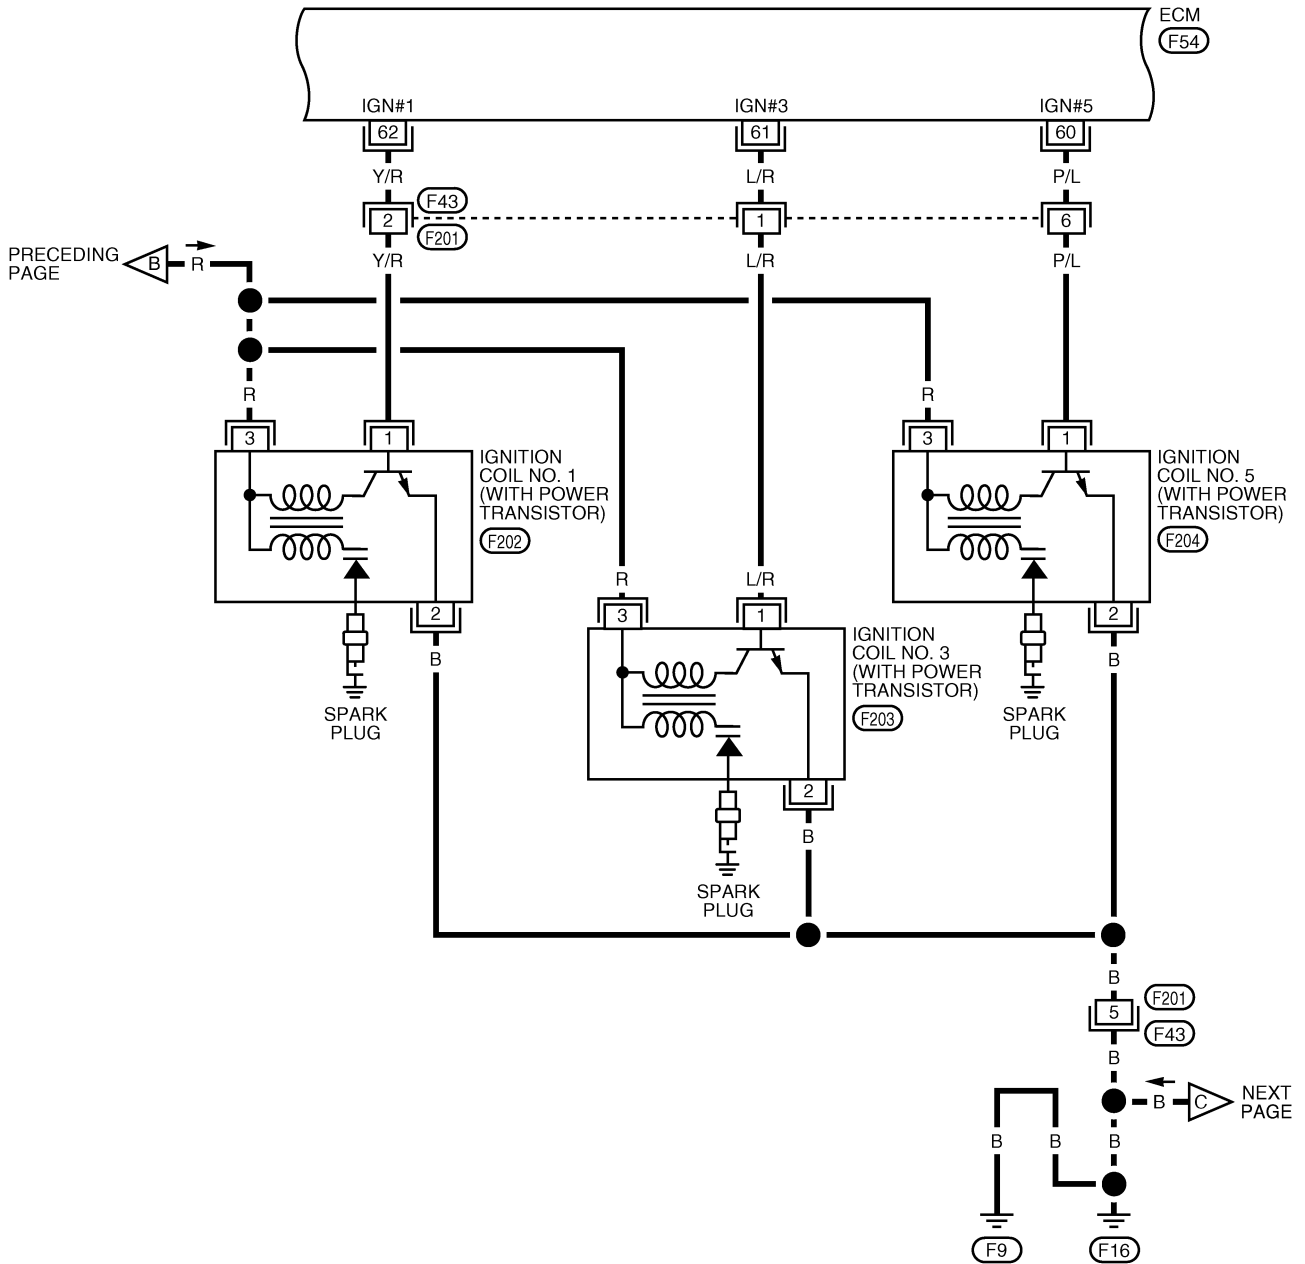 ECM
F54
IGN#1
IGN#3
IGN#5
62
61
60
Y/R
L/R
P/L
F43
2
1
6
F201
Y/R
L/R
P/L
PRECEDING
PAGE
B
R
R
R
3
1
3
1
IGNITION
COIL NO. 1
(WITH POWER
TRANSISTOR)
F202
IGNITION
COIL NO. 5
(WITH POWER
TRANSISTOR)
F204
R
L/R
2
3
1
2
B
IGNITION
COIL NO. 3
(WITH POWER
TRANSISTOR)
F203
B
SPARK
PLUG
SPARK
PLUG
2
B
SPARK
PLUG
B
F201
5
F43
B
B
C
NEXT
PAGE
B
B
B
F9
F16